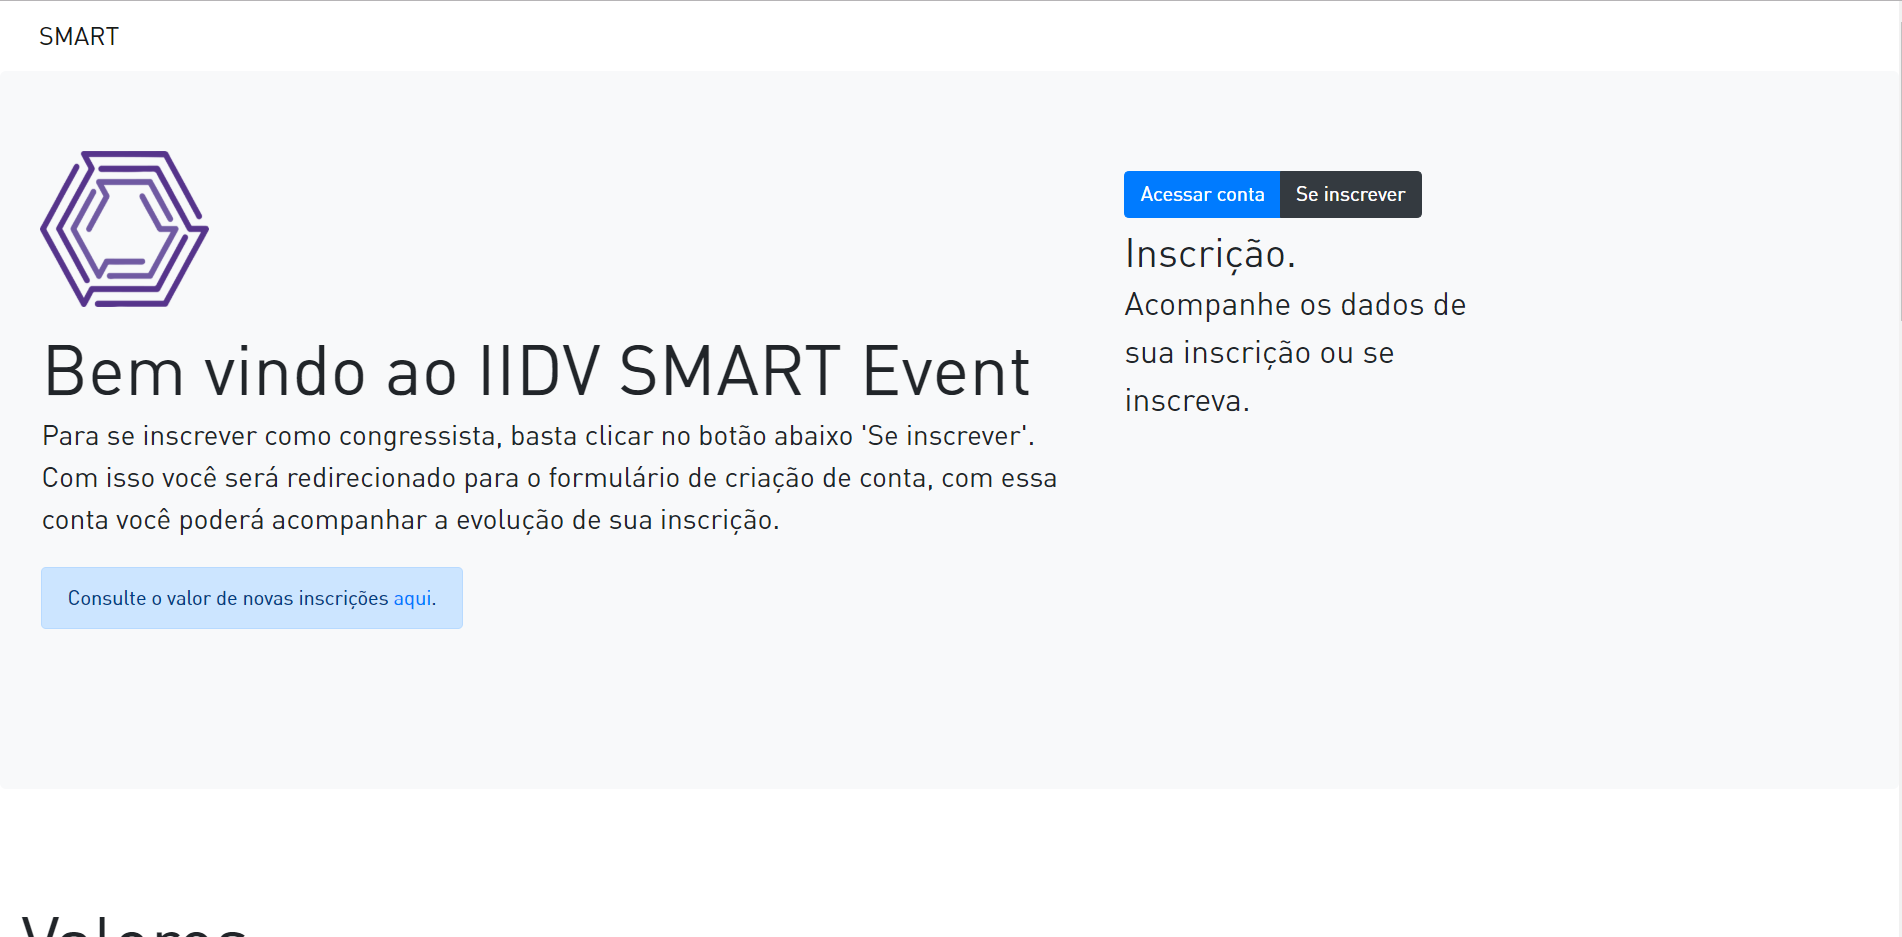 SMART
Bem vindo ao IIDV SMART Event
Para se inscrever como congressista, basta clicar no botão abaixo 'Se inscrever'.
Com isso você será redirecionado para o formulário de criação de conta, com essa
conta você poderá acompanhar a evolução de sua inscrição.
Consulte o valor de novas inscrições aqui.
Acessar conta Se inscrever
Inscrição.
Acompanhe os dados de
sua inscrição ou se
inscreva.
Valores